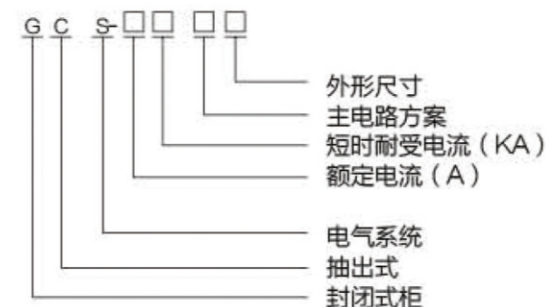 G C S-□□ □□
外形尺寸
主电路方案
短时耐受电流（KA）
额定电流（A）
电气系统
抽出式
封闭式柜